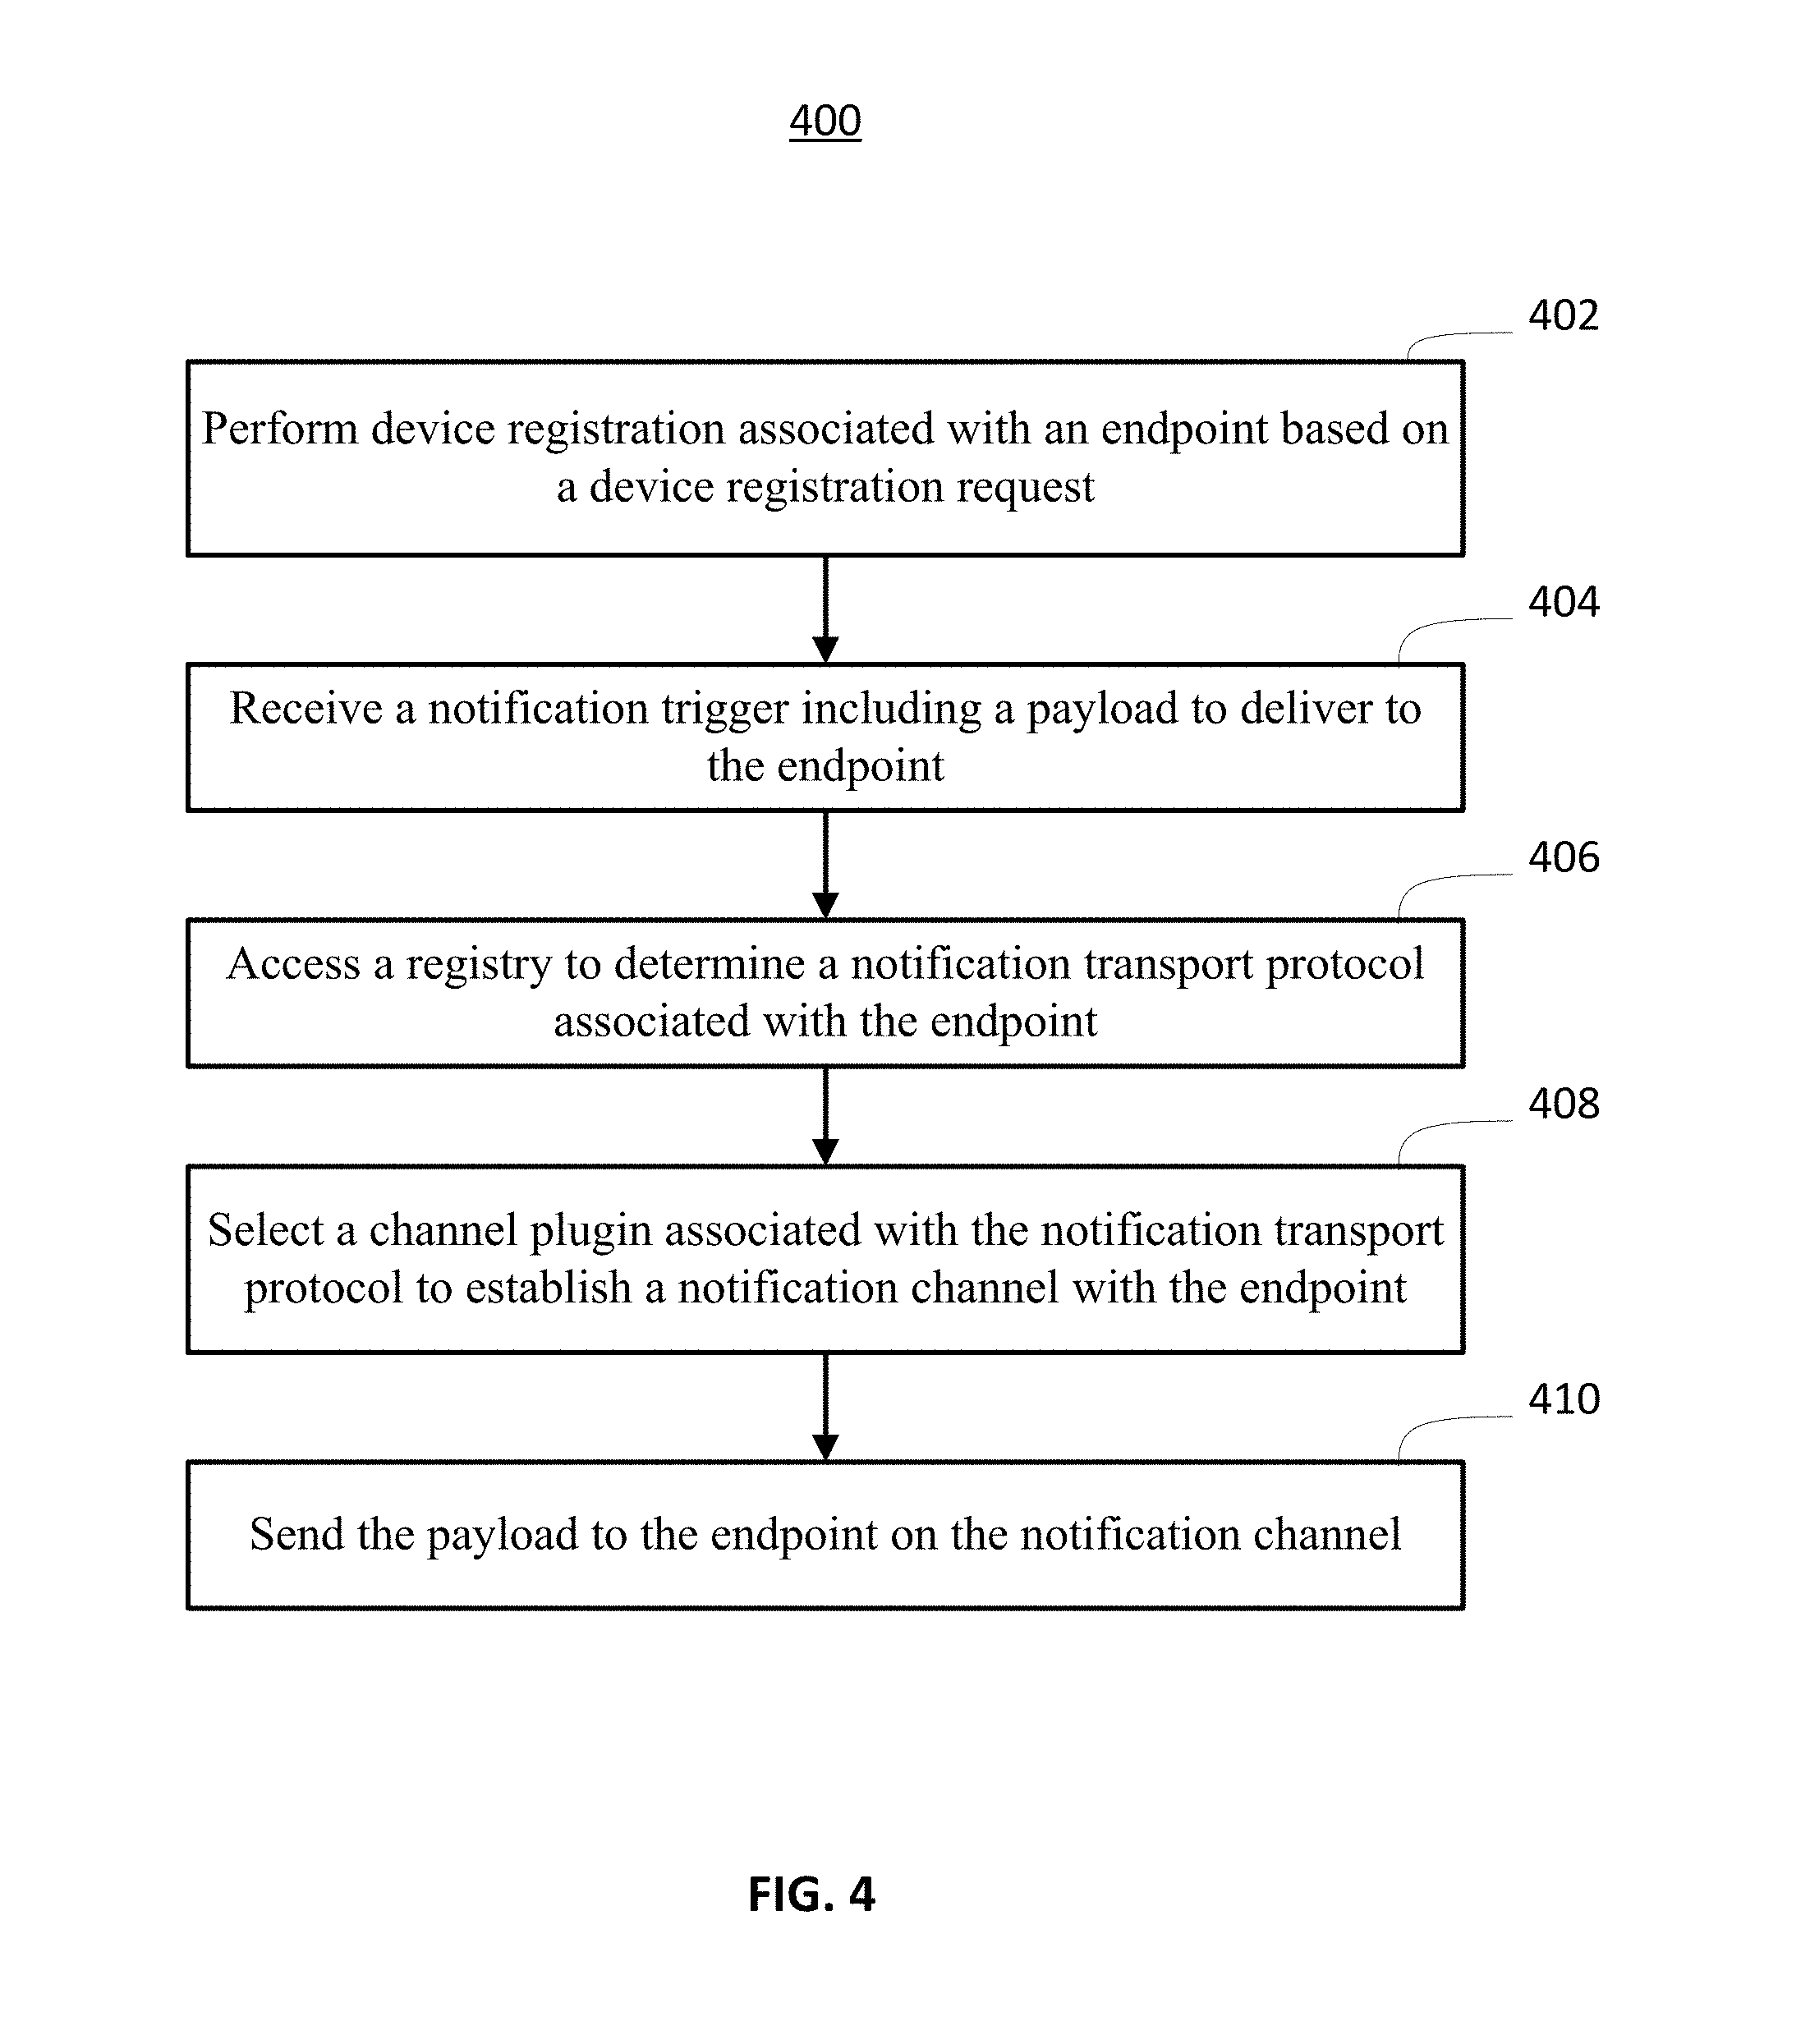 400
402
Perform device registration associated with an endpoint based on
a device registration request
404
Receive a notification trigger including a payload to deliver to
the endpoint
406
Access a registry to determine a notification transport protocol
associated with the endpoint
408
Select a channel plugin associated with the notification transport
protocol to establish a notification channel with the endpoint
410
Send the payload to the endpoint on the notification channel
FIG. 4